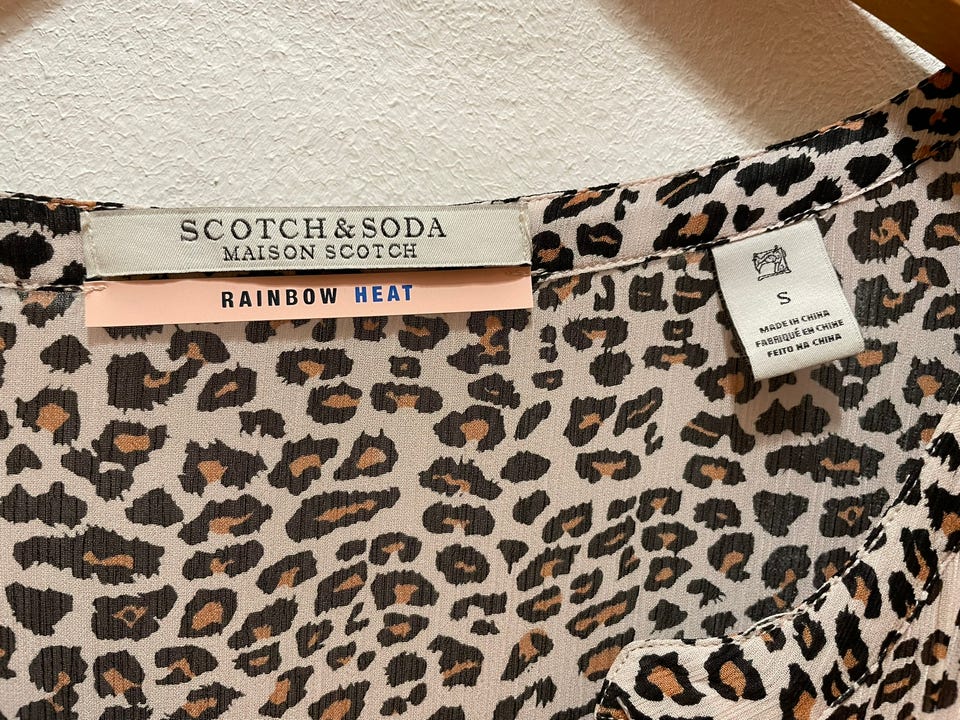 SCOTCH & SODA
MAISON SCOTCH
RAINBOW HEAT
S
MADE IN CHINA
FABRIQUÉ EN CHINE
FEITO NA CHINA